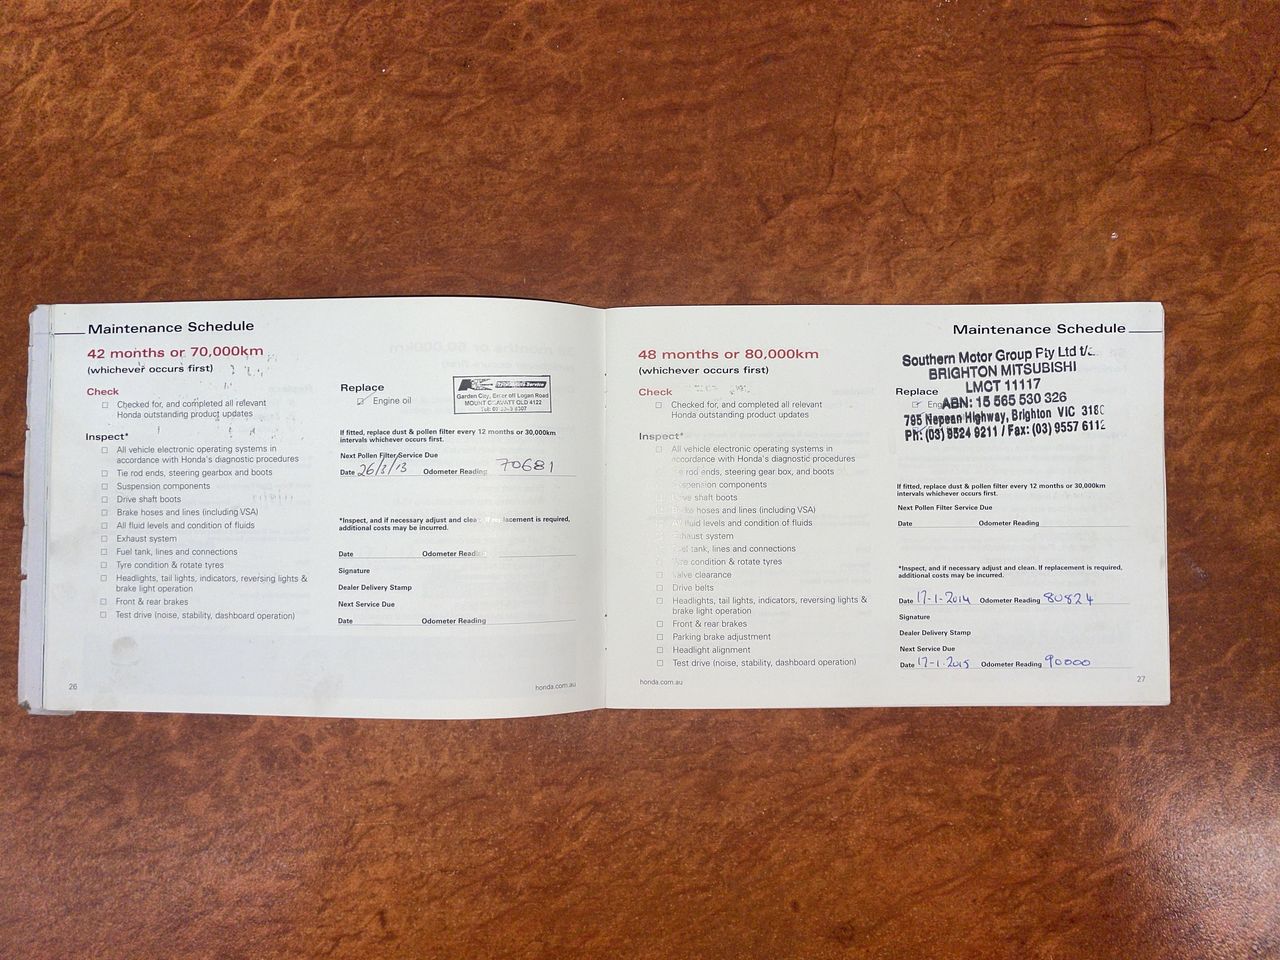 Maintenance Schedule
42 months or 70,000km
(whichever occurs first)
Check
Checked for, and completed all relevant
Honda outstanding product updates
Inspect*
All vehicle electronic operating systems in
accordance with Honda's diagnostic procedures
Tie rod ends, steering gearbox and boots
Suspension components
Drive shaft boots
Brake hoses and lines (including VSA)
All fluid levels and condition of fluids
Exhaust system
Fuel tank, lines and connections
Tyre condition & rotate tyres
Headlights, tail lights, indicators, reversing lights &
brake light operation
Front & rear brakes
Test drive (noise, stability, dashboard operation)
26
Replace
Engine oil
Garden City, off Logan Road
MOUNT QLD 4122
If fitted, replace dust & pollen filter every 12 months or 30,000km
intervals whichever occurs first.
Next Pollen Filter Service Due
Date 26/2/13 Odometer Reading 70681
*Inspect, and if necessary adjust and clean. If replacement is required,
additional costs may be incurred.
Date Odometer Reading
Signature
Dealer Delivery Stamp
Next Service Due
Date Odometer Reading
honda.com.au
Maintenance Schedule
48 months or 80,000km
(whichever occurs first)
Check
Checked for, and completed all relevant
Honda outstanding product updates
Inspect*
All vehicle electronic operating systems in
accordance with Honda's diagnostic procedures
Tie rod ends, steering gear box, and boots
Suspension components
Drive shaft boots
Brake hoses and lines (including VSA)
All fluid levels and condition of fluids
Exhaust system
Fuel tank, lines and connections
Tyre condition & rotate tyres
Valve clearance
Drive belts
Headlights, tail lights, indicators, reversing lights &
brake light operation
Front & rear brakes
Parking brake adjustment
Headlight alignment
Test drive (noise, stability, dashboard operation)
honda.com.au
Southern Motor Group Pty Ltd t/a
BRIGHTON MITSUBISHI
LMCT 11117
Replace
ABN: 15 565 530 326
795 Nepean Highway, Brighton VIC 3186
Ph: (03) 9524 9211 / Fax: (03) 9557 6112
If fitted, replace dust & pollen filter every 12 months or 30,000km
intervals whichever occurs first.
Next Pollen Filter Service Due
Date Odometer Reading
*Inspect, and if necessary adjust and clean. If replacement is required,
additional costs may be incurred.
Date 17-1-2014 Odometer Reading 80824
Signature
Dealer Delivery Stamp
Next Service Due
Date 17-1-2015 Odometer Reading 90000
27